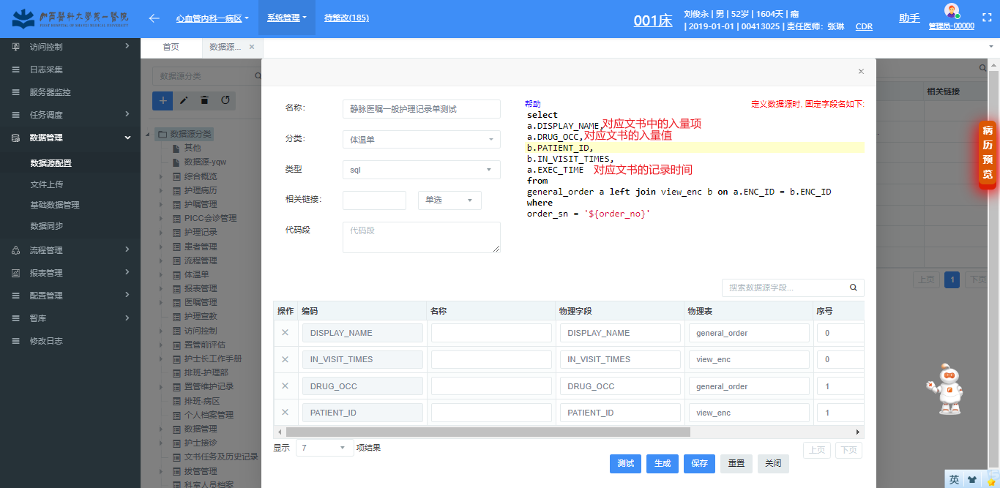 山西医科大學第一醫院
FIRST HOSPITAL OF SHANXI MEDICAL UNIVERSITY
心血管内科一病区
系统管理
待整改(185)
001床
刘俊永 | 男 | 52岁 | 1604天 | 瘤
| 2019-01-01 | 00413025 | 责任医师: 张琳
CDR
助手
管理员-00000
访问控制
日志采集
服务器监控
任务调度
数据管理
数据源配置
文件上传
基础数据管理
数据同步
流程管理
报表管理
配置管理
智库
修改日志
首页
数据源... ×
数据源分类
数据源分类
其他
数据源-yqw
综合概览
护理病历
护嘱管理
PICC会诊管理
护理记录
患者管理
流程管理
体温单
报表管理
医嘱管理
护理宣教
访问控制
置管前评估
护士长工作手册
排班-护理部
置管维护记录
排班-病区
个人档案管理
数据管理
护士接诊
文书任务及历史记录
拔管管理
科室人员档案
×
名称:
静脉医嘱一般护理记录单测试
分类:
体温单
类型
sql
相关链接:
单选
代码段
代码段
帮助
定义数据源时, 固定字段名如下:
select
a.DISPLAY_NAME,对应文书中的入量项
a.DRUG_OCC,对应文书的入量值
b.PATIENT_ID,
b.IN_VISIT_TIMES,
a.EXEC_TIME 对应文书的记录时间
from
general_order a left join view_enc b on a.ENC_ID = b.ENC_ID
where
order_sn = '${order_no}'
搜索数据源字段...
操作 编码 名称 物理字段 物理表 序号
× DISPLAY_NAME DISPLAY_NAME general_order 0
× IN_VISIT_TIMES IN_VISIT_TIMES view_enc 0
× DRUG_OCC DRUG_OCC general_order 1
× PATIENT_ID PATIENT_ID view_enc 1
显示 7 项结果
上页 下页
测试 生成 保存 重置 关闭
相关链接
上页 1 下页
病历预览
英